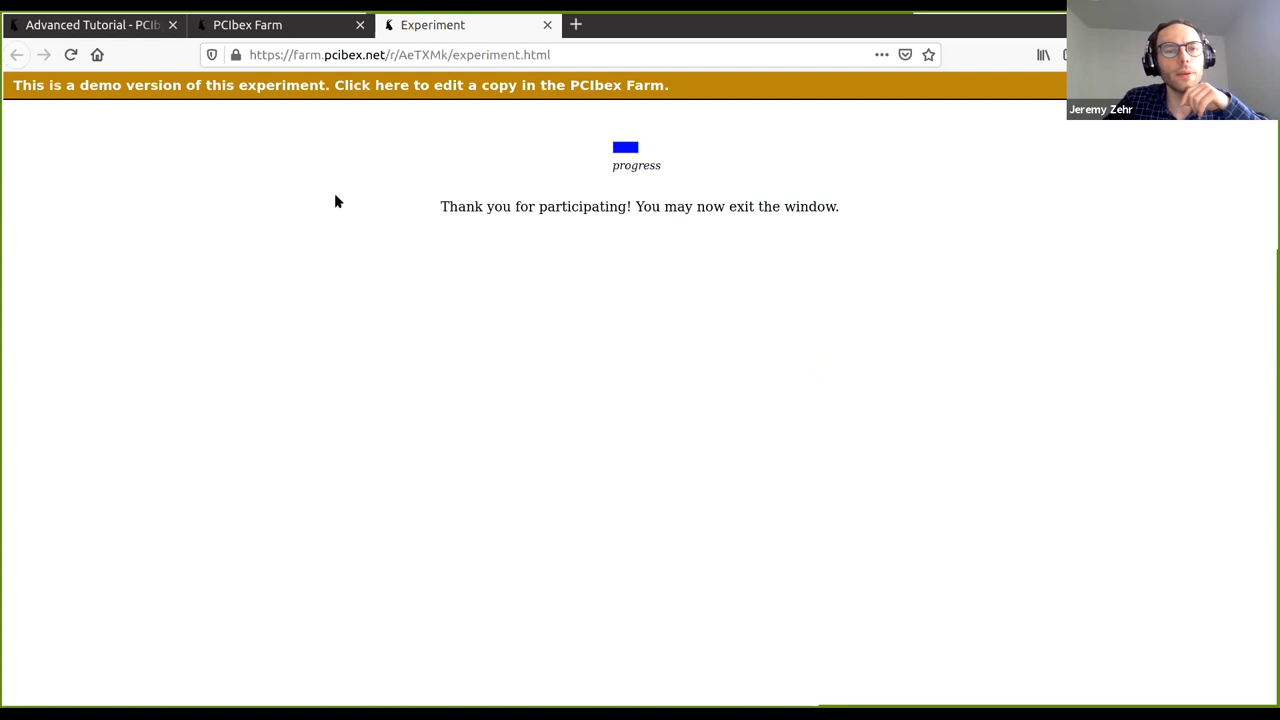 Advanced Tutorial - PCIb
PCIbex Farm
Experiment
https://farm.pcibex.net/r/AeTXMk/experiment.html
This is a demo version of this experiment. Click here to edit a copy in the PCIbex Farm.
Jeremy Zehr
progress
Thank you for participating! You may now exit the window.